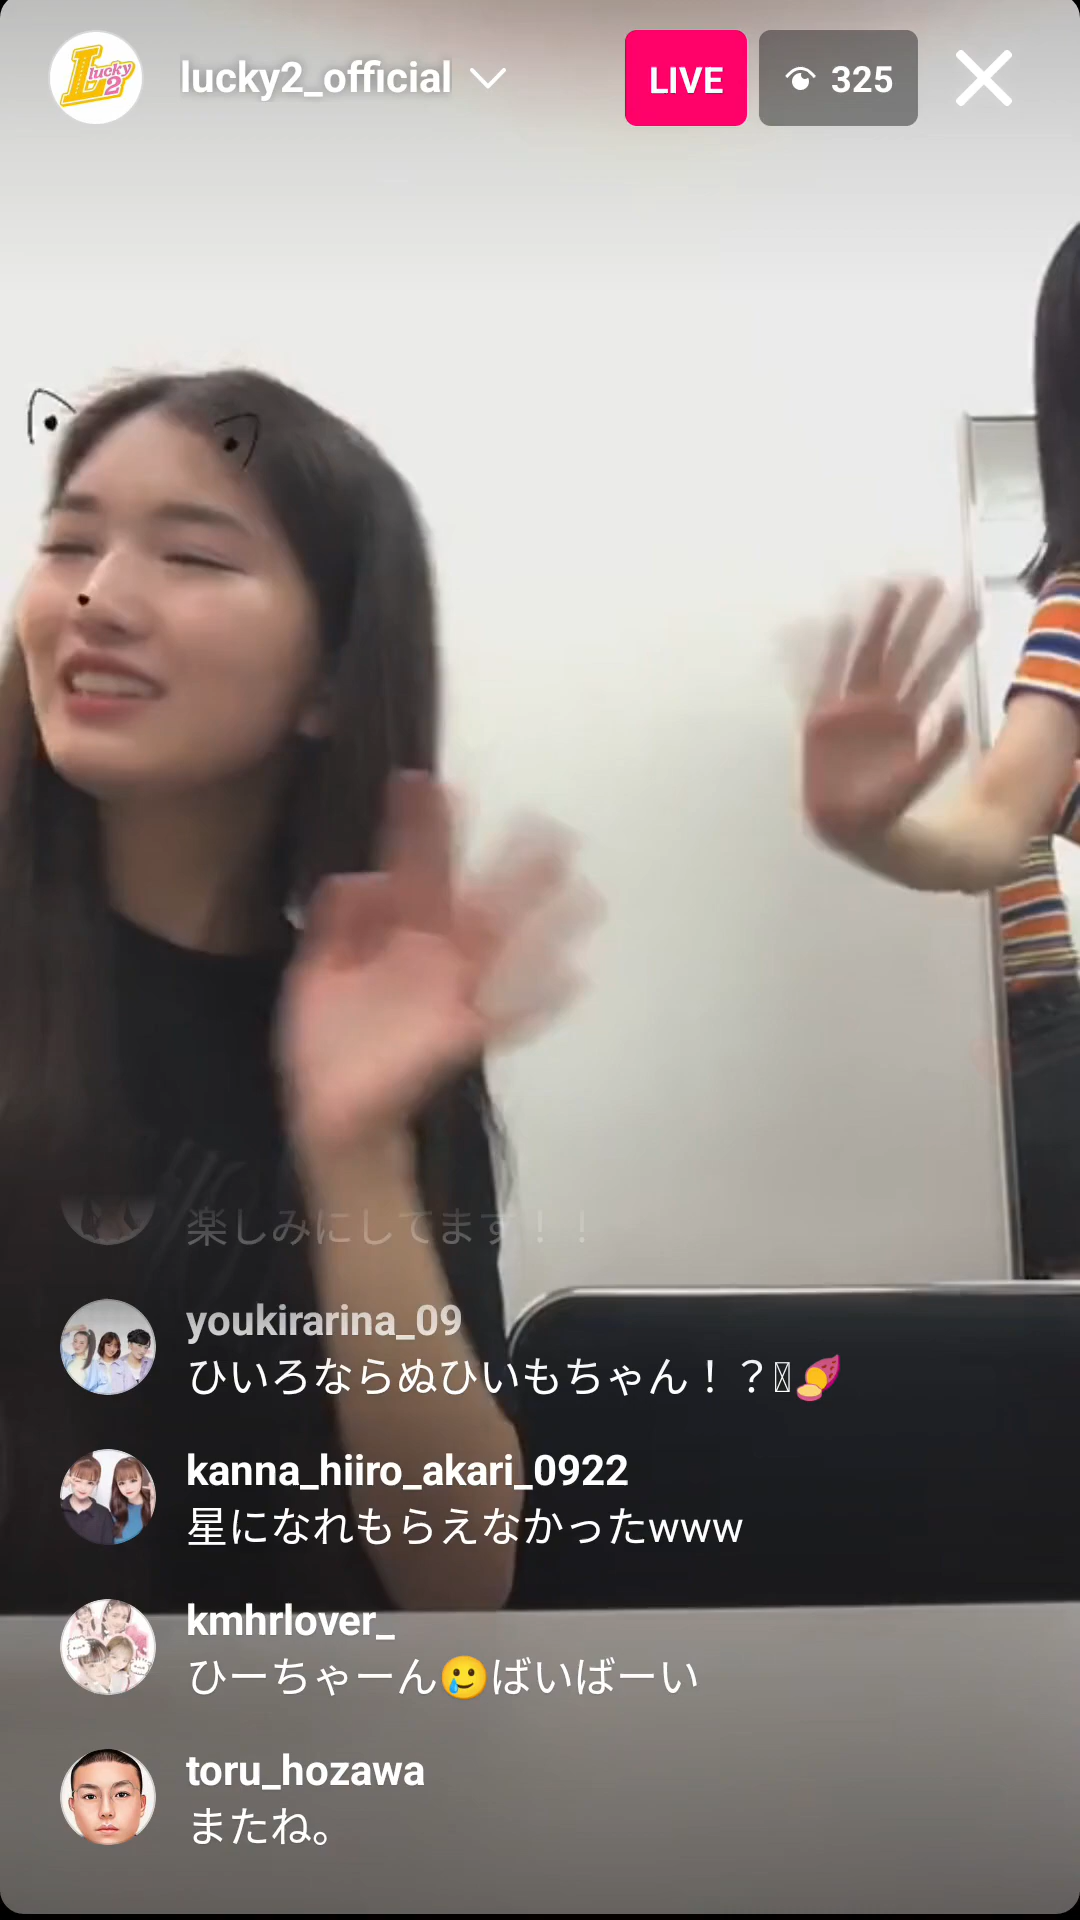 L lucky2
lucky2_official
LIVE
325
楽しみにしてます！！
youkirarina_09
ひいろならぬひいもちゃん！？🍠
kanna_hiiro_akari_0922
星になれもらえなかったwww
kmhrlover_
ひーちゃーん🥲ばいばーい
toru_hozawa
またね。